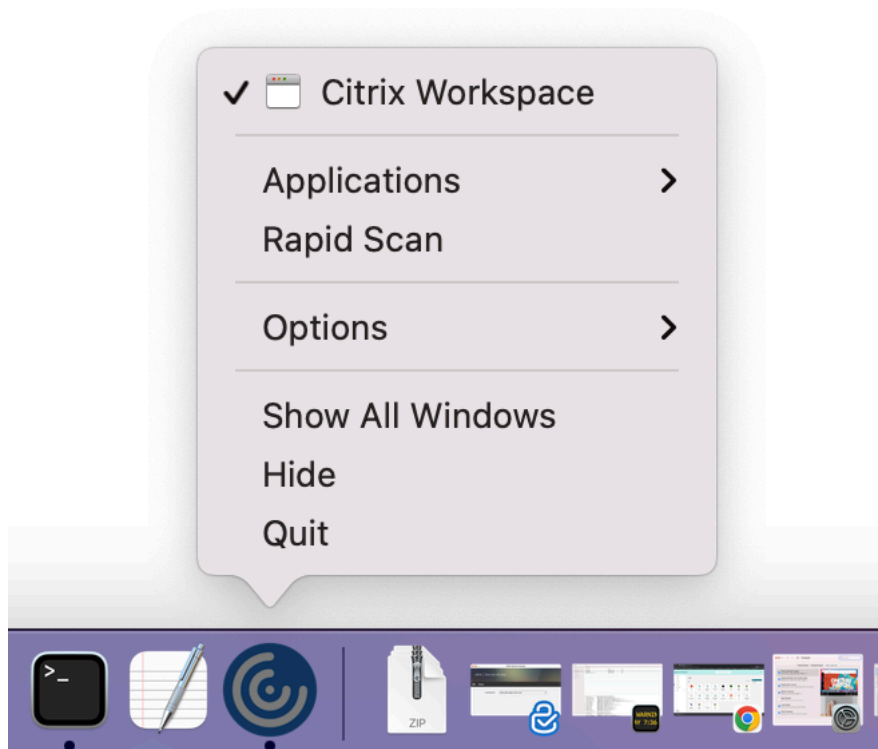 Citrix Workspace
Applications
Rapid Scan
Options
Show All Windows
Hide
Quit
>_
ZIP